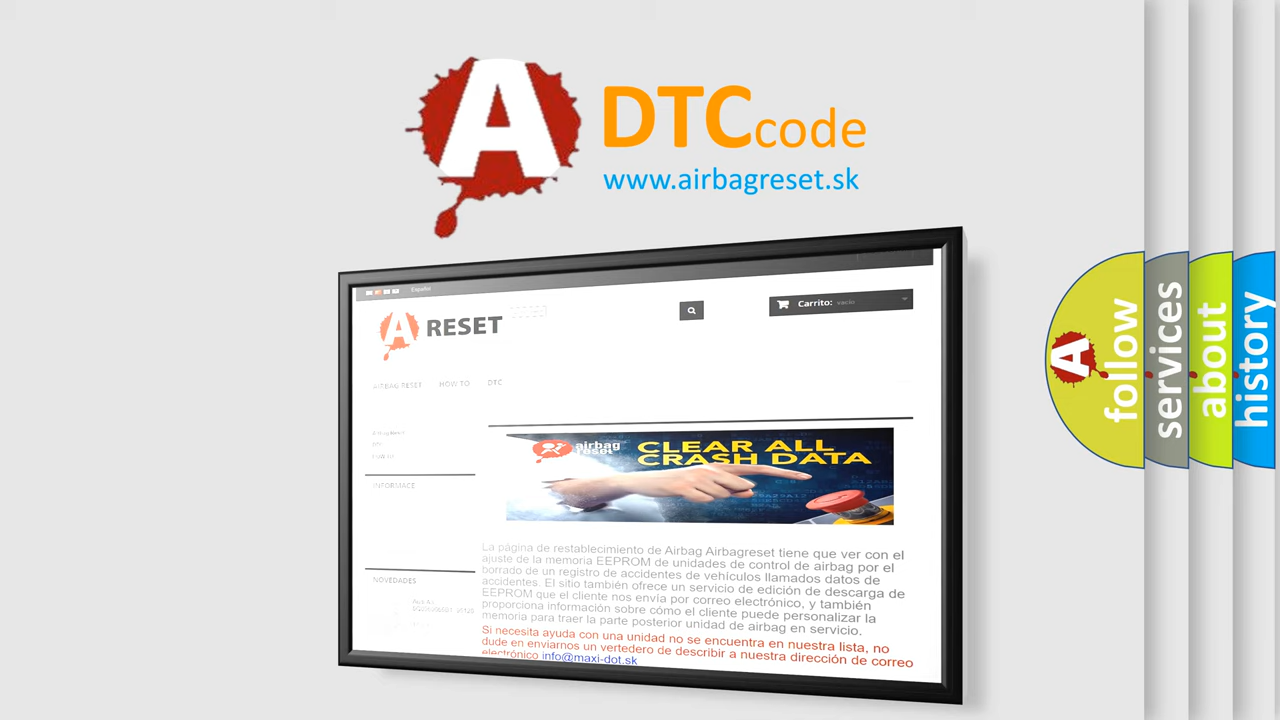 A
DTCcode
www.airbagreset.sk
Español
A RESET
Carrito: vacío
AIRBAG RESET HOW TO DTC
INFORMACE
airbag
reset
CLEAR ALL
CRASH DATA
La página de restablecimiento de Airbag Airbagreset tiene que ver con el
ajuste de la memoria EEPROM de unidades de control de airbag por el
borrado de un registro de accidentes de vehículos llamados datos de
accidentes. El sitio también ofrece un servicio de edición de descarga de
EEPROM que el cliente nos envía por correo electrónico, y también
proporciona información sobre cómo el cliente puede personalizar la
memoria para traer la parte posterior unidad de airbag en servicio.
Si necesita ayuda con una unidad no se encuentra en nuestra lista, no
dude en enviarnos un vertedero de describir a nuestra dirección de correo
electrónico info@maxi-dot.sk
NOVEDADES
A
follow
services
about
history